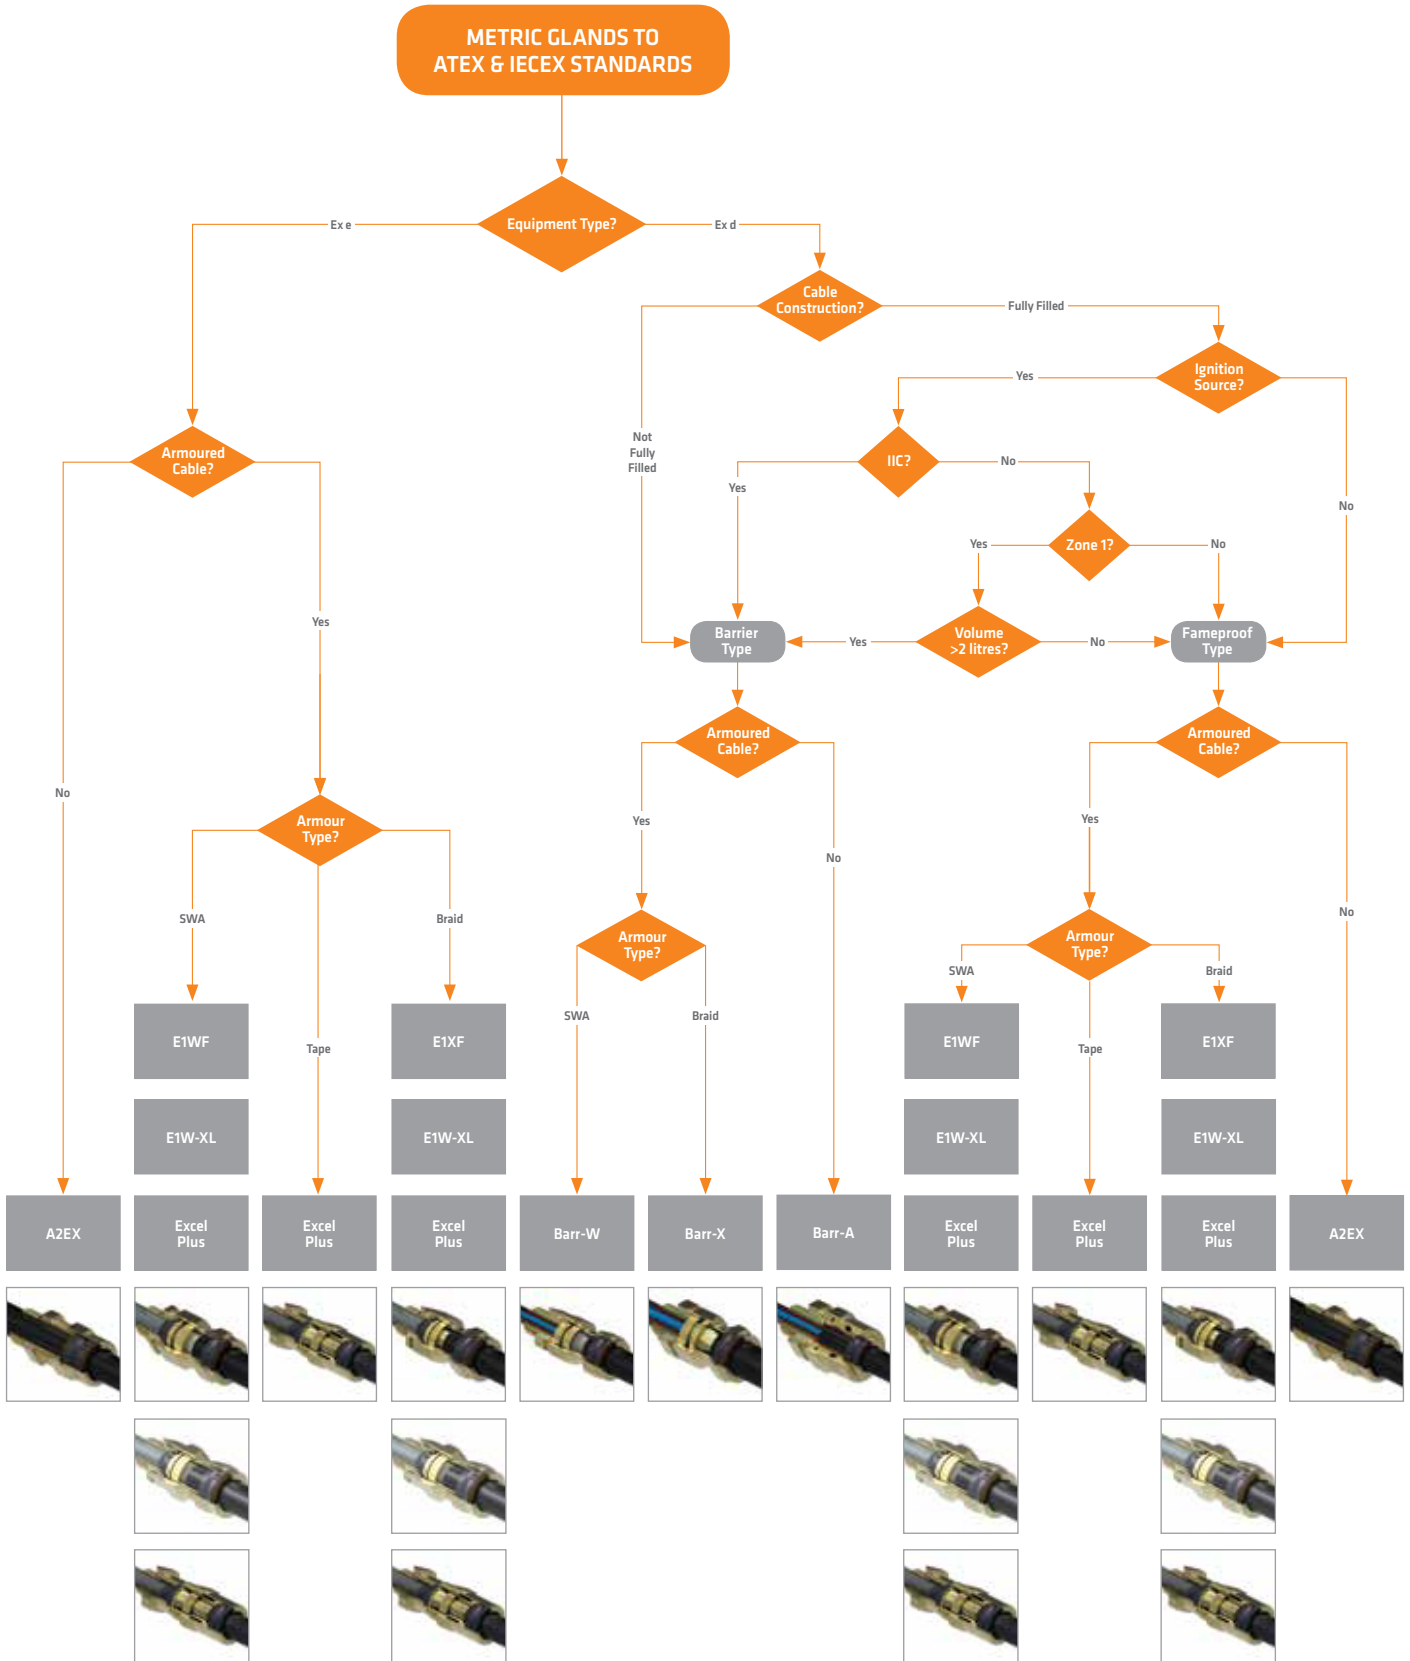 METRIC GLANDS TO
ATEX & IECEX STANDARDS
Equipment Type?
Ex e
Ex d
Cable
Construction?
Fully Filled
Ignition
Source?
Yes
Not
Fully
Filled
Armoured
Cable?
IIC?
No
Yes
No
Zone 1?
Yes
No
Yes
Barrier
Type
Yes
Volume
>2 litres?
No
Fameproof
Type
Armoured
Cable?
Armoured
Cable?
No
Armour
Type?
Yes
Yes
No
SWA
Braid
No
Armour
Type?
Armour
Type?
SWA
Braid
SWA
Braid
E1WF
E1XF
Tape
E1WF
E1XF
Tape
E1W-XL
E1W-XL
E1W-XL
E1W-XL
A2EX
Excel
Plus
Excel
Plus
Excel
Plus
Barr-W
Barr-X
Barr-A
Excel
Plus
Excel
Plus
Excel
Plus
A2EX